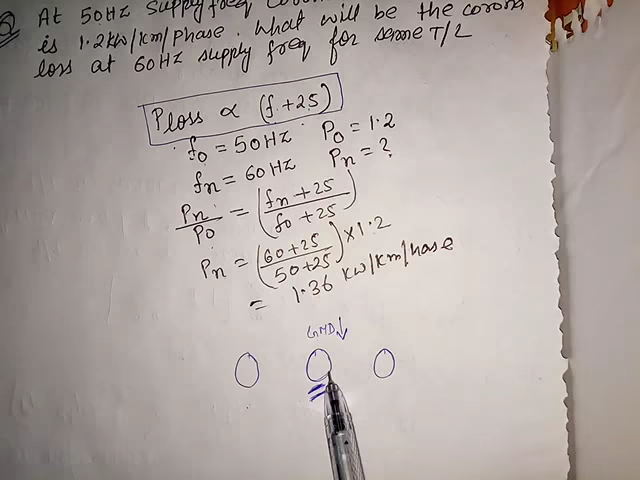 At 50Hz supply freq
is 1.2kw/km/phase. What will be the corona
loss at 60Hz supply freq for same T/L
Ploss ∝ (f+25)
f0 = 50Hz P0 = 1.2
fn = 60Hz Pn = ?
Pn/P0 = (fn+25/f0+25)
Pn = (60+25/50+25) × 1.2
= 1.36 kw/km/phase
GMD↓